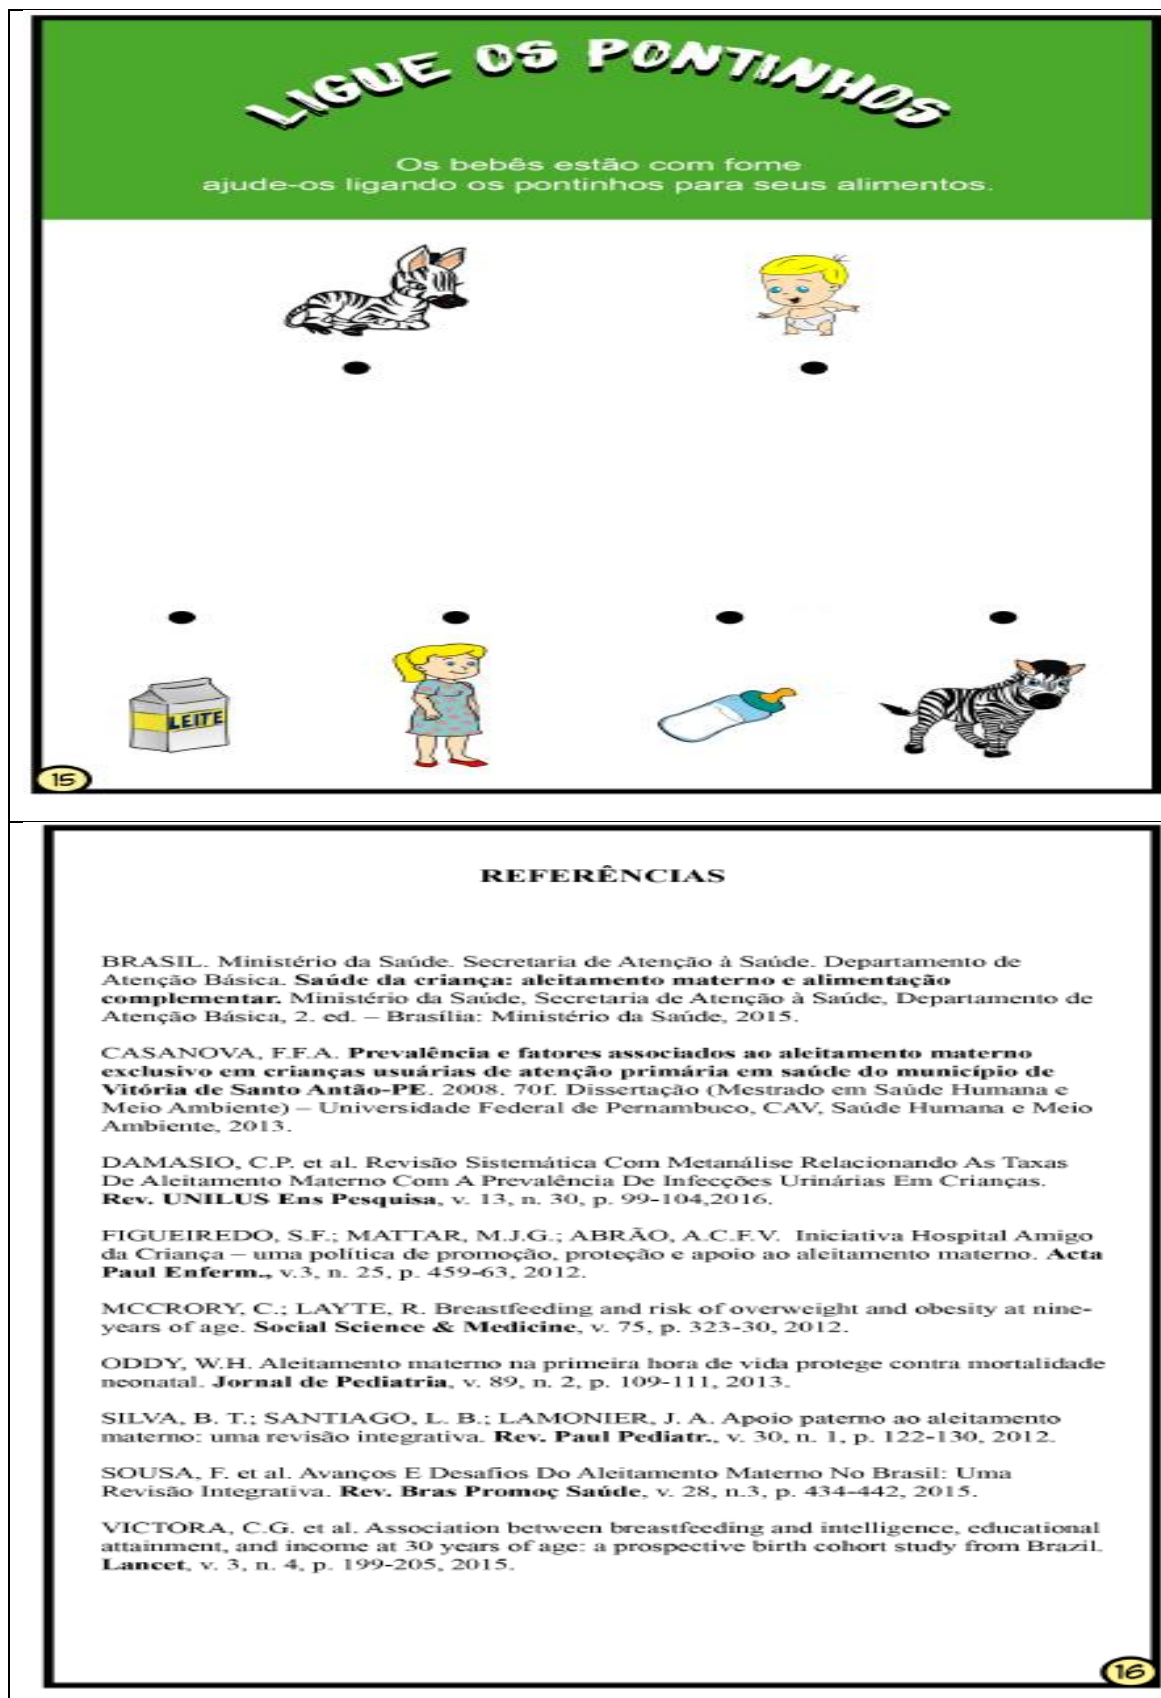 LIGUE OS PONTINHOS
Os bebês estão com fome
ajude-os ligando os pontinhos para seus alimentos.
LEITE
15
REFERÊNCIAS
BRASIL. Ministério da Saúde. Secretaria de Atenção à Saúde. Departamento de
Atenção Básica. Saúde da criança: aleitamento materno e alimentação
complementar. Ministério da Saúde, Secretaria de Atenção à Saúde, Departamento de
Atenção Básica, 2. ed. – Brasília: Ministério da Saúde, 2015.
CASANOVA, F.F.A. Prevalência e fatores associados ao aleitamento materno
exclusivo em crianças usuárias de atenção primária em saúde do município de
Vitória de Santo Antão-PE. 2008. 70f. Dissertação (Mestrado em Saúde Humana e
Meio Ambiente) – Universidade Federal de Pernambuco, CAV, Saúde Humana e Meio
Ambiente, 2013.
DAMASIO, C.P. et al. Revisão Sistemática Com Metanálise Relacionando As Taxas
De Aleitamento Materno Com A Prevalência De Infecções Urinárias Em Crianças.
Rev. UNILUS Ens Pesquisa, v. 13, n. 30, p. 99-104,2016.
FIGUEIREDO, S.F.; MATTAR, M.J.G.; ABRÃO, A.C.F.V. Iniciativa Hospital Amigo
da Criança – uma política de promoção, proteção e apoio ao aleitamento materno. Acta
Paul Enferm., v.3, n. 25, p. 459-63, 2012.
MCCRORY, C.; LAYTE, R. Breastfeeding and risk of overweight and obesity at nine-
years of age. Social Science & Medicine, v. 75, p. 323-30, 2012.
ODDY, W.H. Aleitamento materno na primeira hora de vida protege contra mortalidade
neonatal. Jornal de Pediatria, v. 89, n. 2, p. 109-111, 2013.
SILVA, B. T.; SANTIAGO, L. B.; LAMONIER, J. A. Apoio paterno ao aleitamento
materno: uma revisão integrativa. Rev. Paul Pediatr., v. 30, n. 1, p. 122-130, 2012.
SOUSA, F. et al. Avanços E Desafios Do Aleitamento Materno No Brasil: Uma
Revisão Integrativa. Rev. Bras Promoç Saúde, v. 28, n.3, p. 434-442, 2015.
VICTORA, C.G. et al. Association between breastfeeding and intelligence, educational
attainment, and income at 30 years of age: a prospective birth cohort study from Brazil.
Lancet, v. 3, n. 4, p. 199-205, 2015.
16